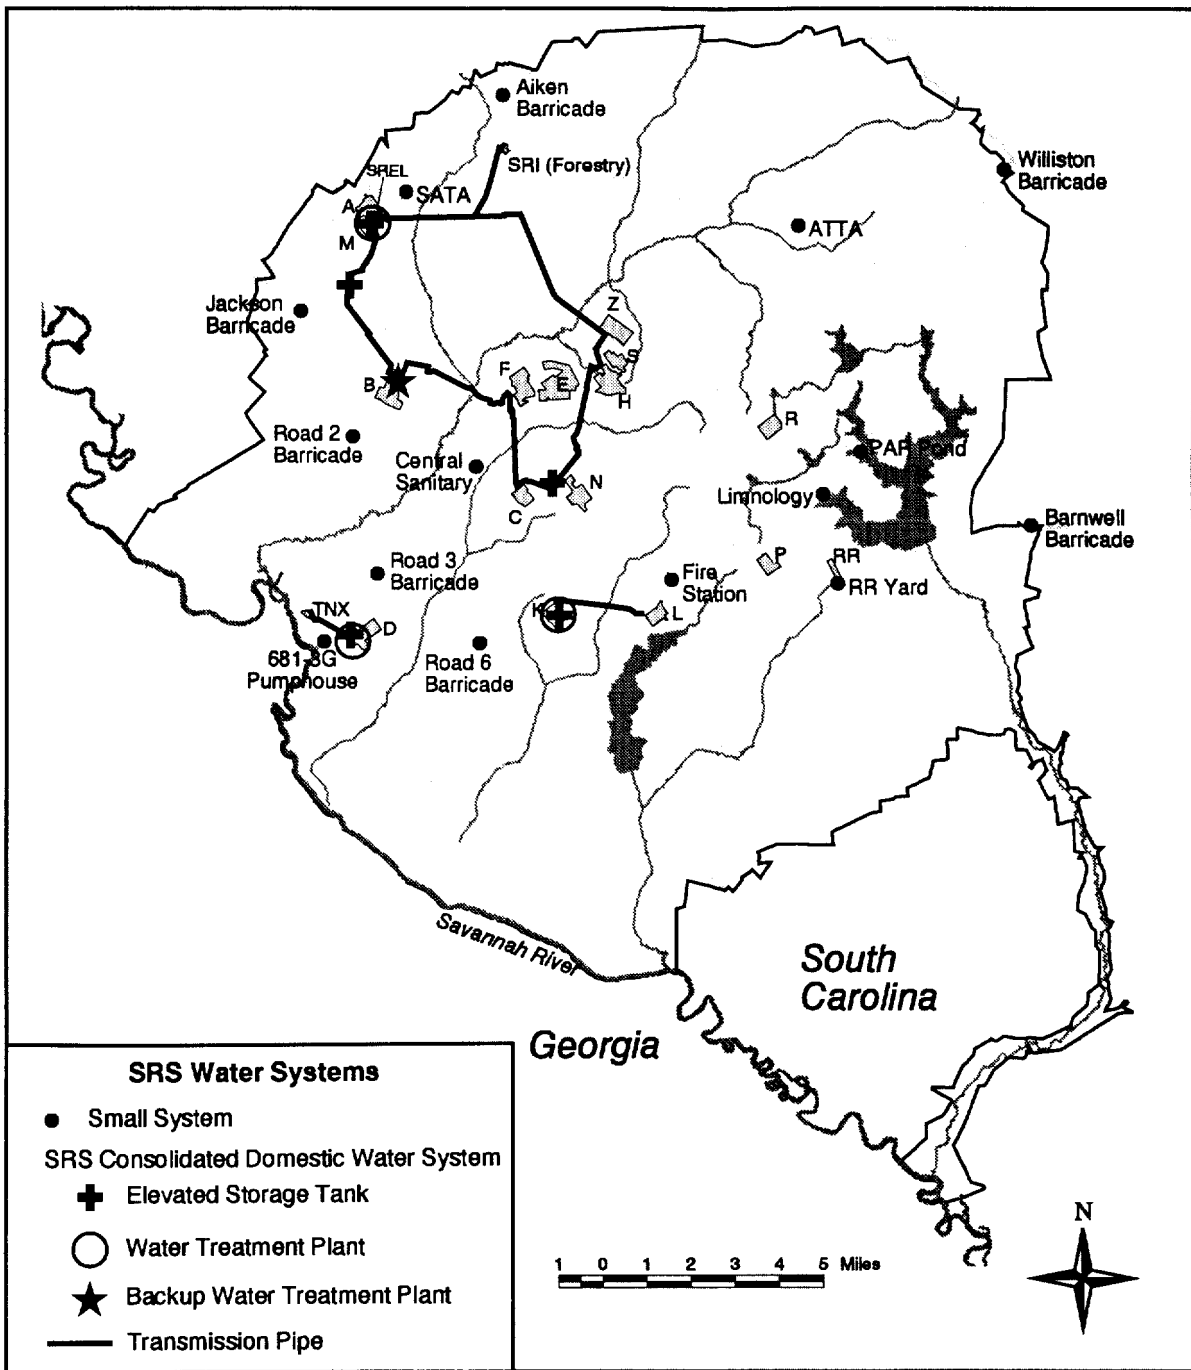 Aiken
Barricade
SRI (Forestry)
Williston
Barricade
SREL
SATA
A
M
ATTA
Jackson
Barricade
Z
S
F
E
B
H
R
Road 2
Barricade
PAR Pond
Central
Sanitary
N
Limnology
C
Barnwell
Barricade
P
RR
Road 3
Barricade
Fire
Station
RR Yard
TNX
K
L
D
681-3G
Pumphouse
Road 6
Barricade
Savannah River
South
Carolina
Georgia
SRS Water Systems
Small System
SRS Consolidated Domestic Water System
Elevated Storage Tank
Water Treatment Plant
Backup Water Treatment Plant
Transmission Pipe
1 0 1 2 3 4 5 Miles
N